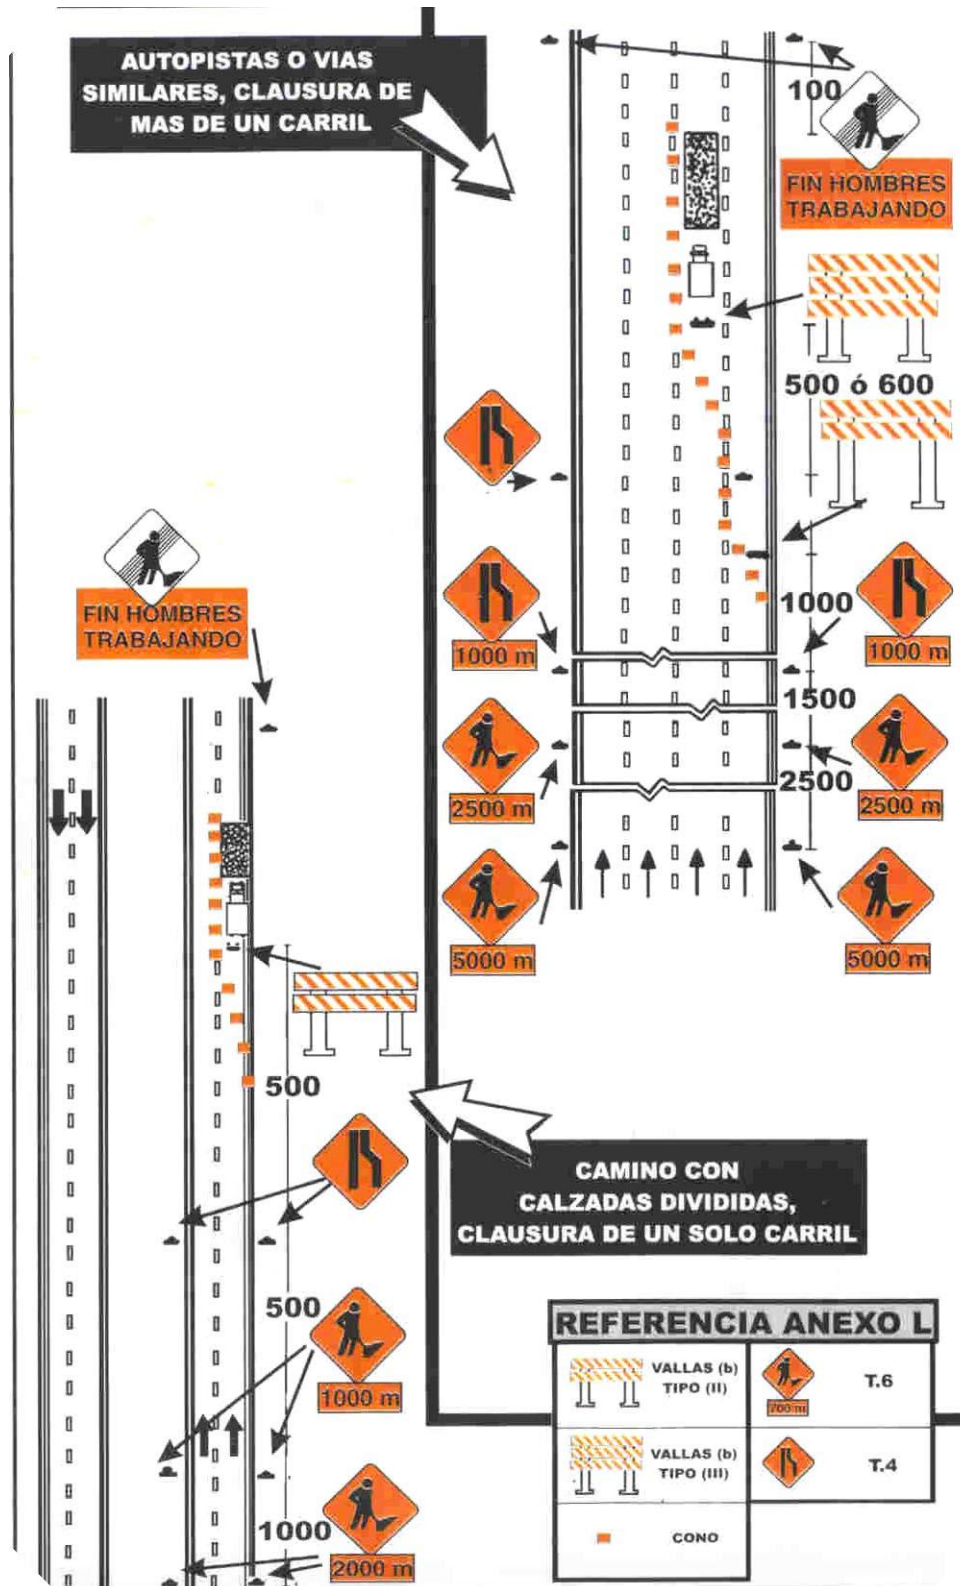 AUTOPISTAS O VIAS
SIMILARES, CLAUSURA DE
MAS DE UN CARRIL
100
FIN HOMBRES
TRABAJANDO
500 ó 600
1000
1000 m
1000 m
1500
2500 m
2500
2500 m
5000 m
5000 m
FIN HOMBRES
TRABAJANDO
500
500
1000 m
1000
2000 m
CAMINO CON
CALZADAS DIVIDIDAS,
CLAUSURA DE UN SOLO CARRIL
REFERENCIA ANEXO L
VALLAS (b)
TIPO (II)
700 m
T.6
VALLAS (b)
TIPO (III)
T.4
CONO